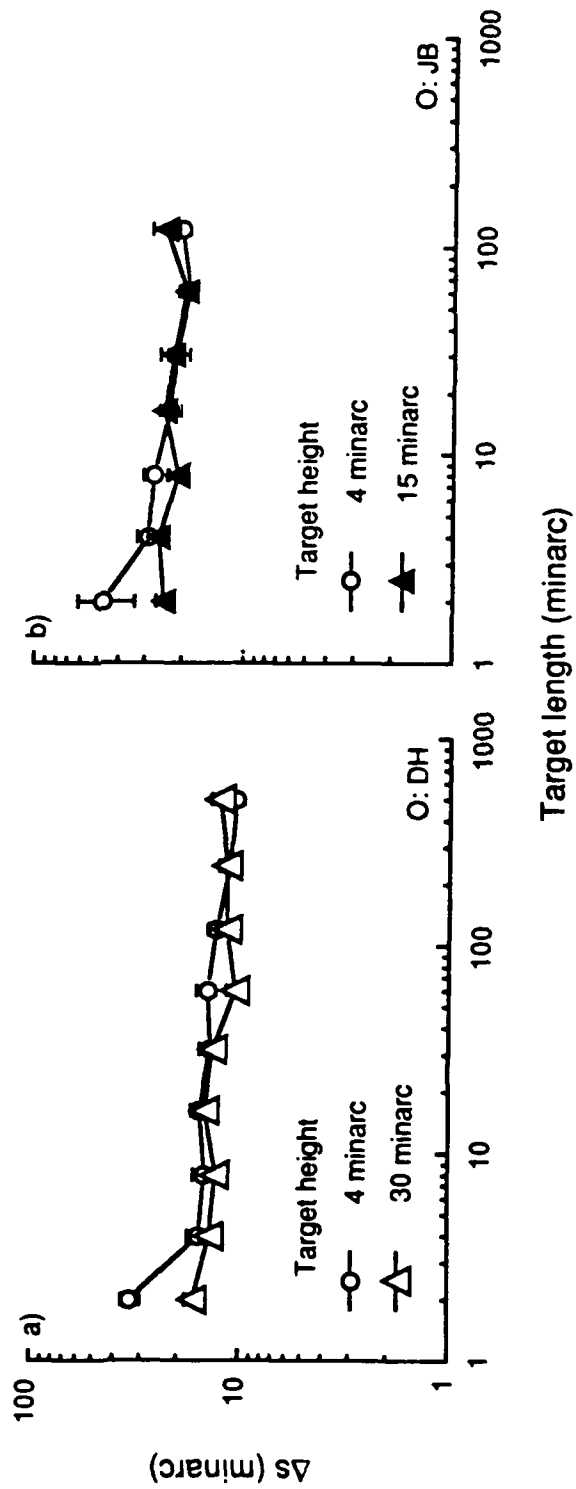 a)
100
10
1
Δs (minarc)
Target height
4 minarc
30 minarc
O: DH
1
10
100
1000
b)
Target height
4 minarc
15 minarc
O: JB
1
10
100
1000
Target length (minarc)